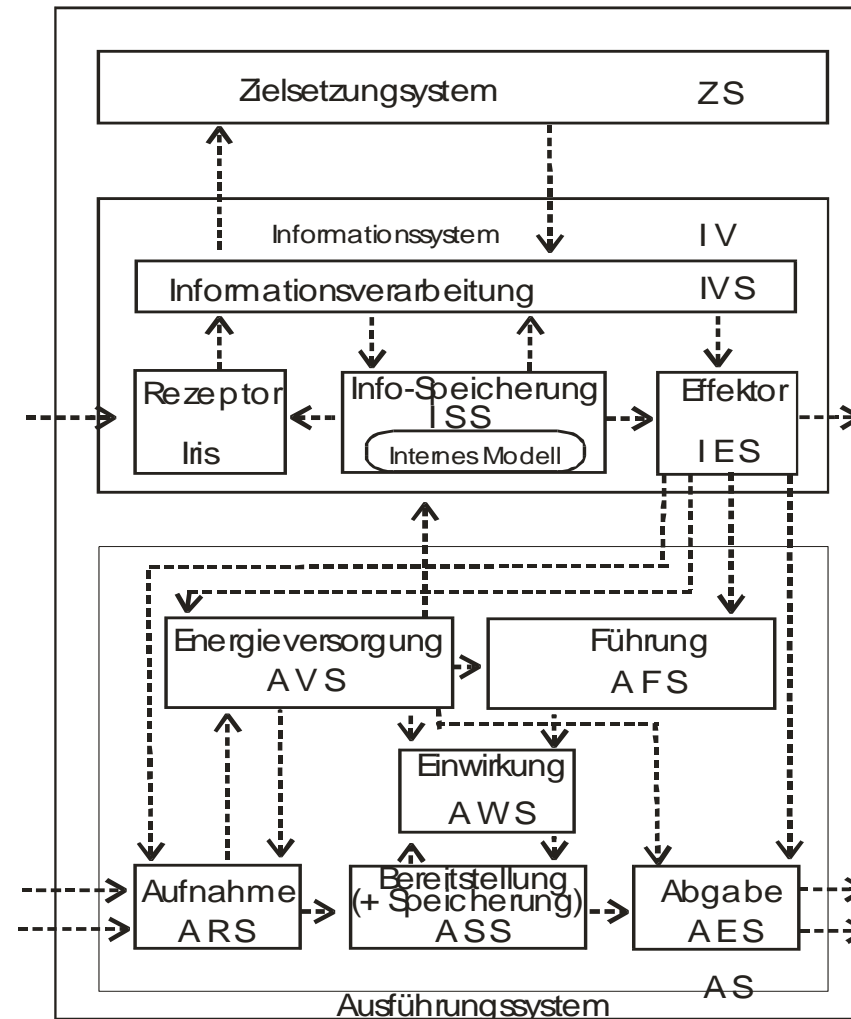 Zielsetzungsystem ZS
Informationssystem IV
Informationsverarbeitung IVS
Rezeptor
Iris
Info-Speicherung
ISS
Internes Modell
Effektor
IES
Energieversorgung
AVS
Führung
AFS
Einwirkung
AWS
Aufnahme
ARS
Bereitstellung
(+ Speicherung)
ASS
Abgabe
AES
AS
Ausführungssystem